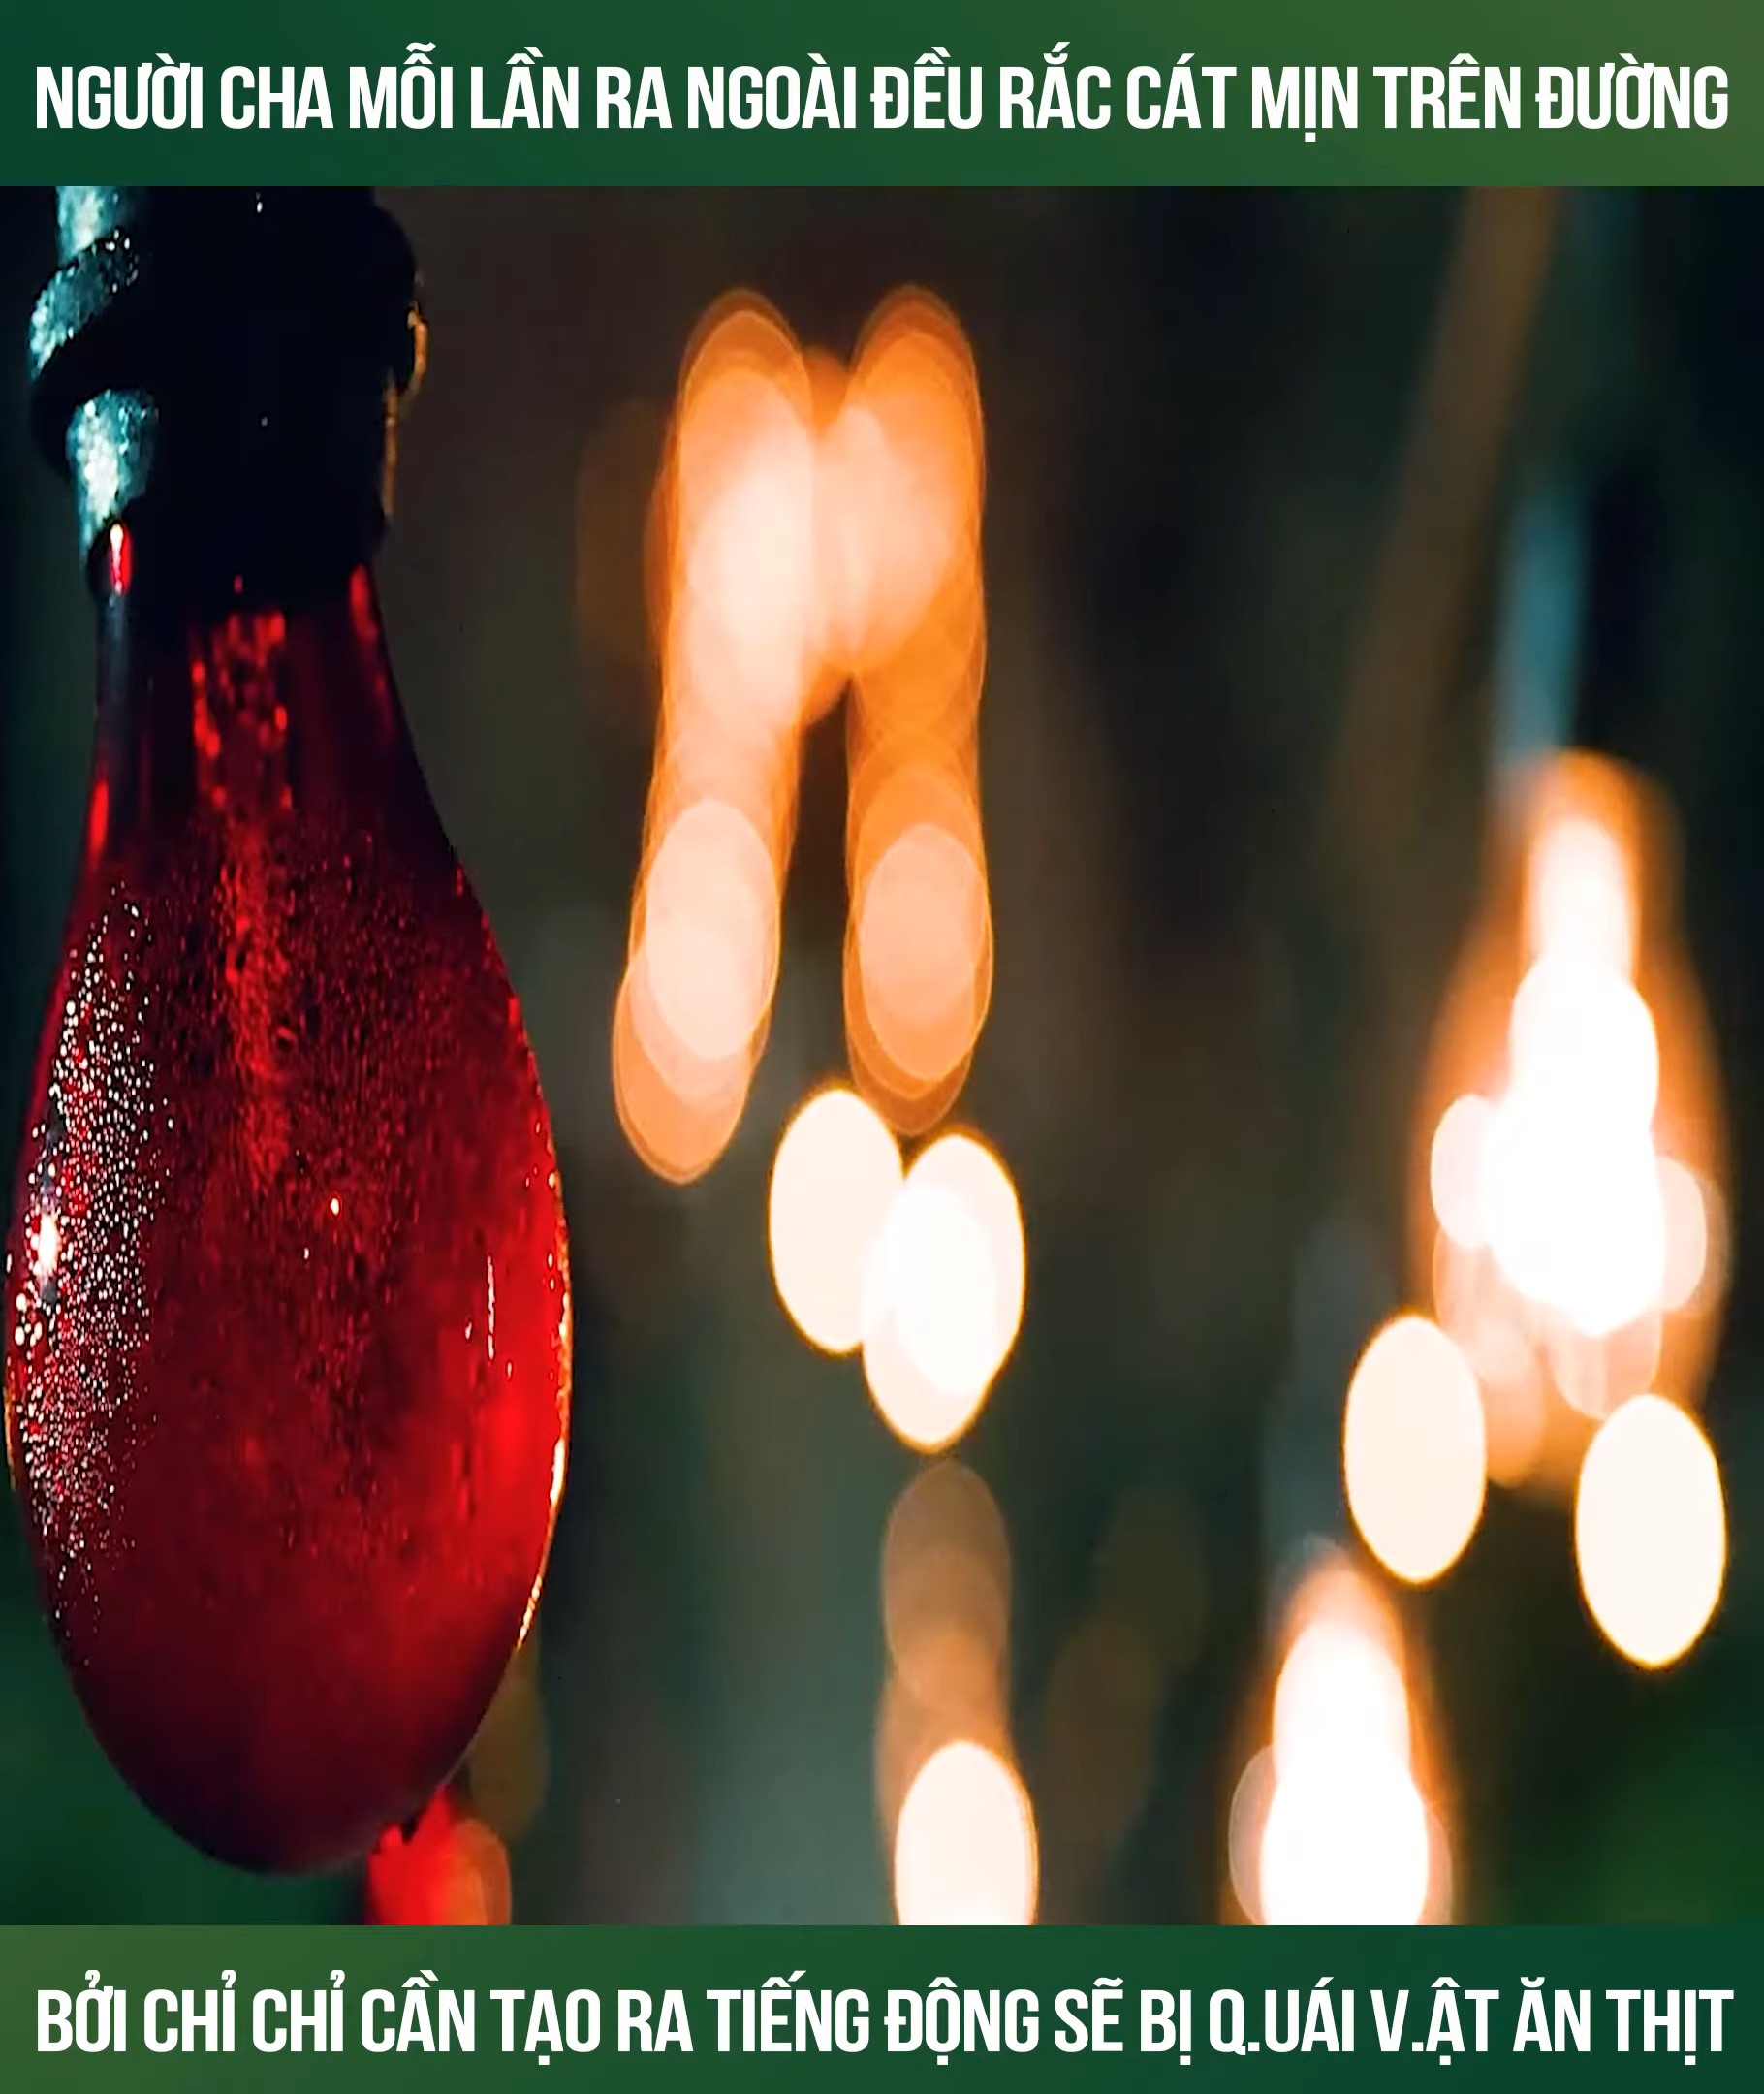 NGƯỜI CHA MỖI LẦN RA NGOÀI ĐỀU RẮC CÁT MỊN TRÊN ĐƯỜNG
BỞI CHỈ CHỈ CẦN TẠO RA TIẾNG ĐỘNG SẼ BỊ Q.UÁI V.ẬT ĂN THỊT